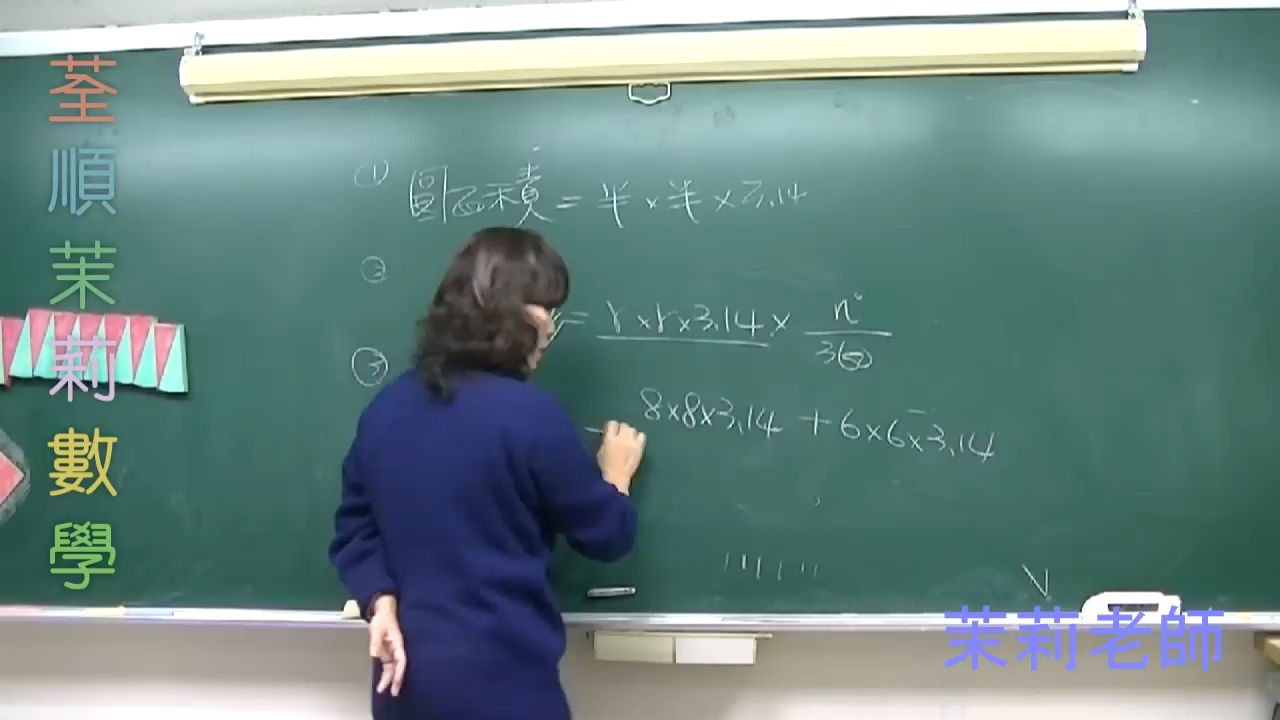 荃順茉莉數學
① 圓面積 = 半 × 半 × 3.14
②
= r × r × 3.14 × n°/360
③
8×8×3.14 + 6×6×3.14
V
茉莉老師